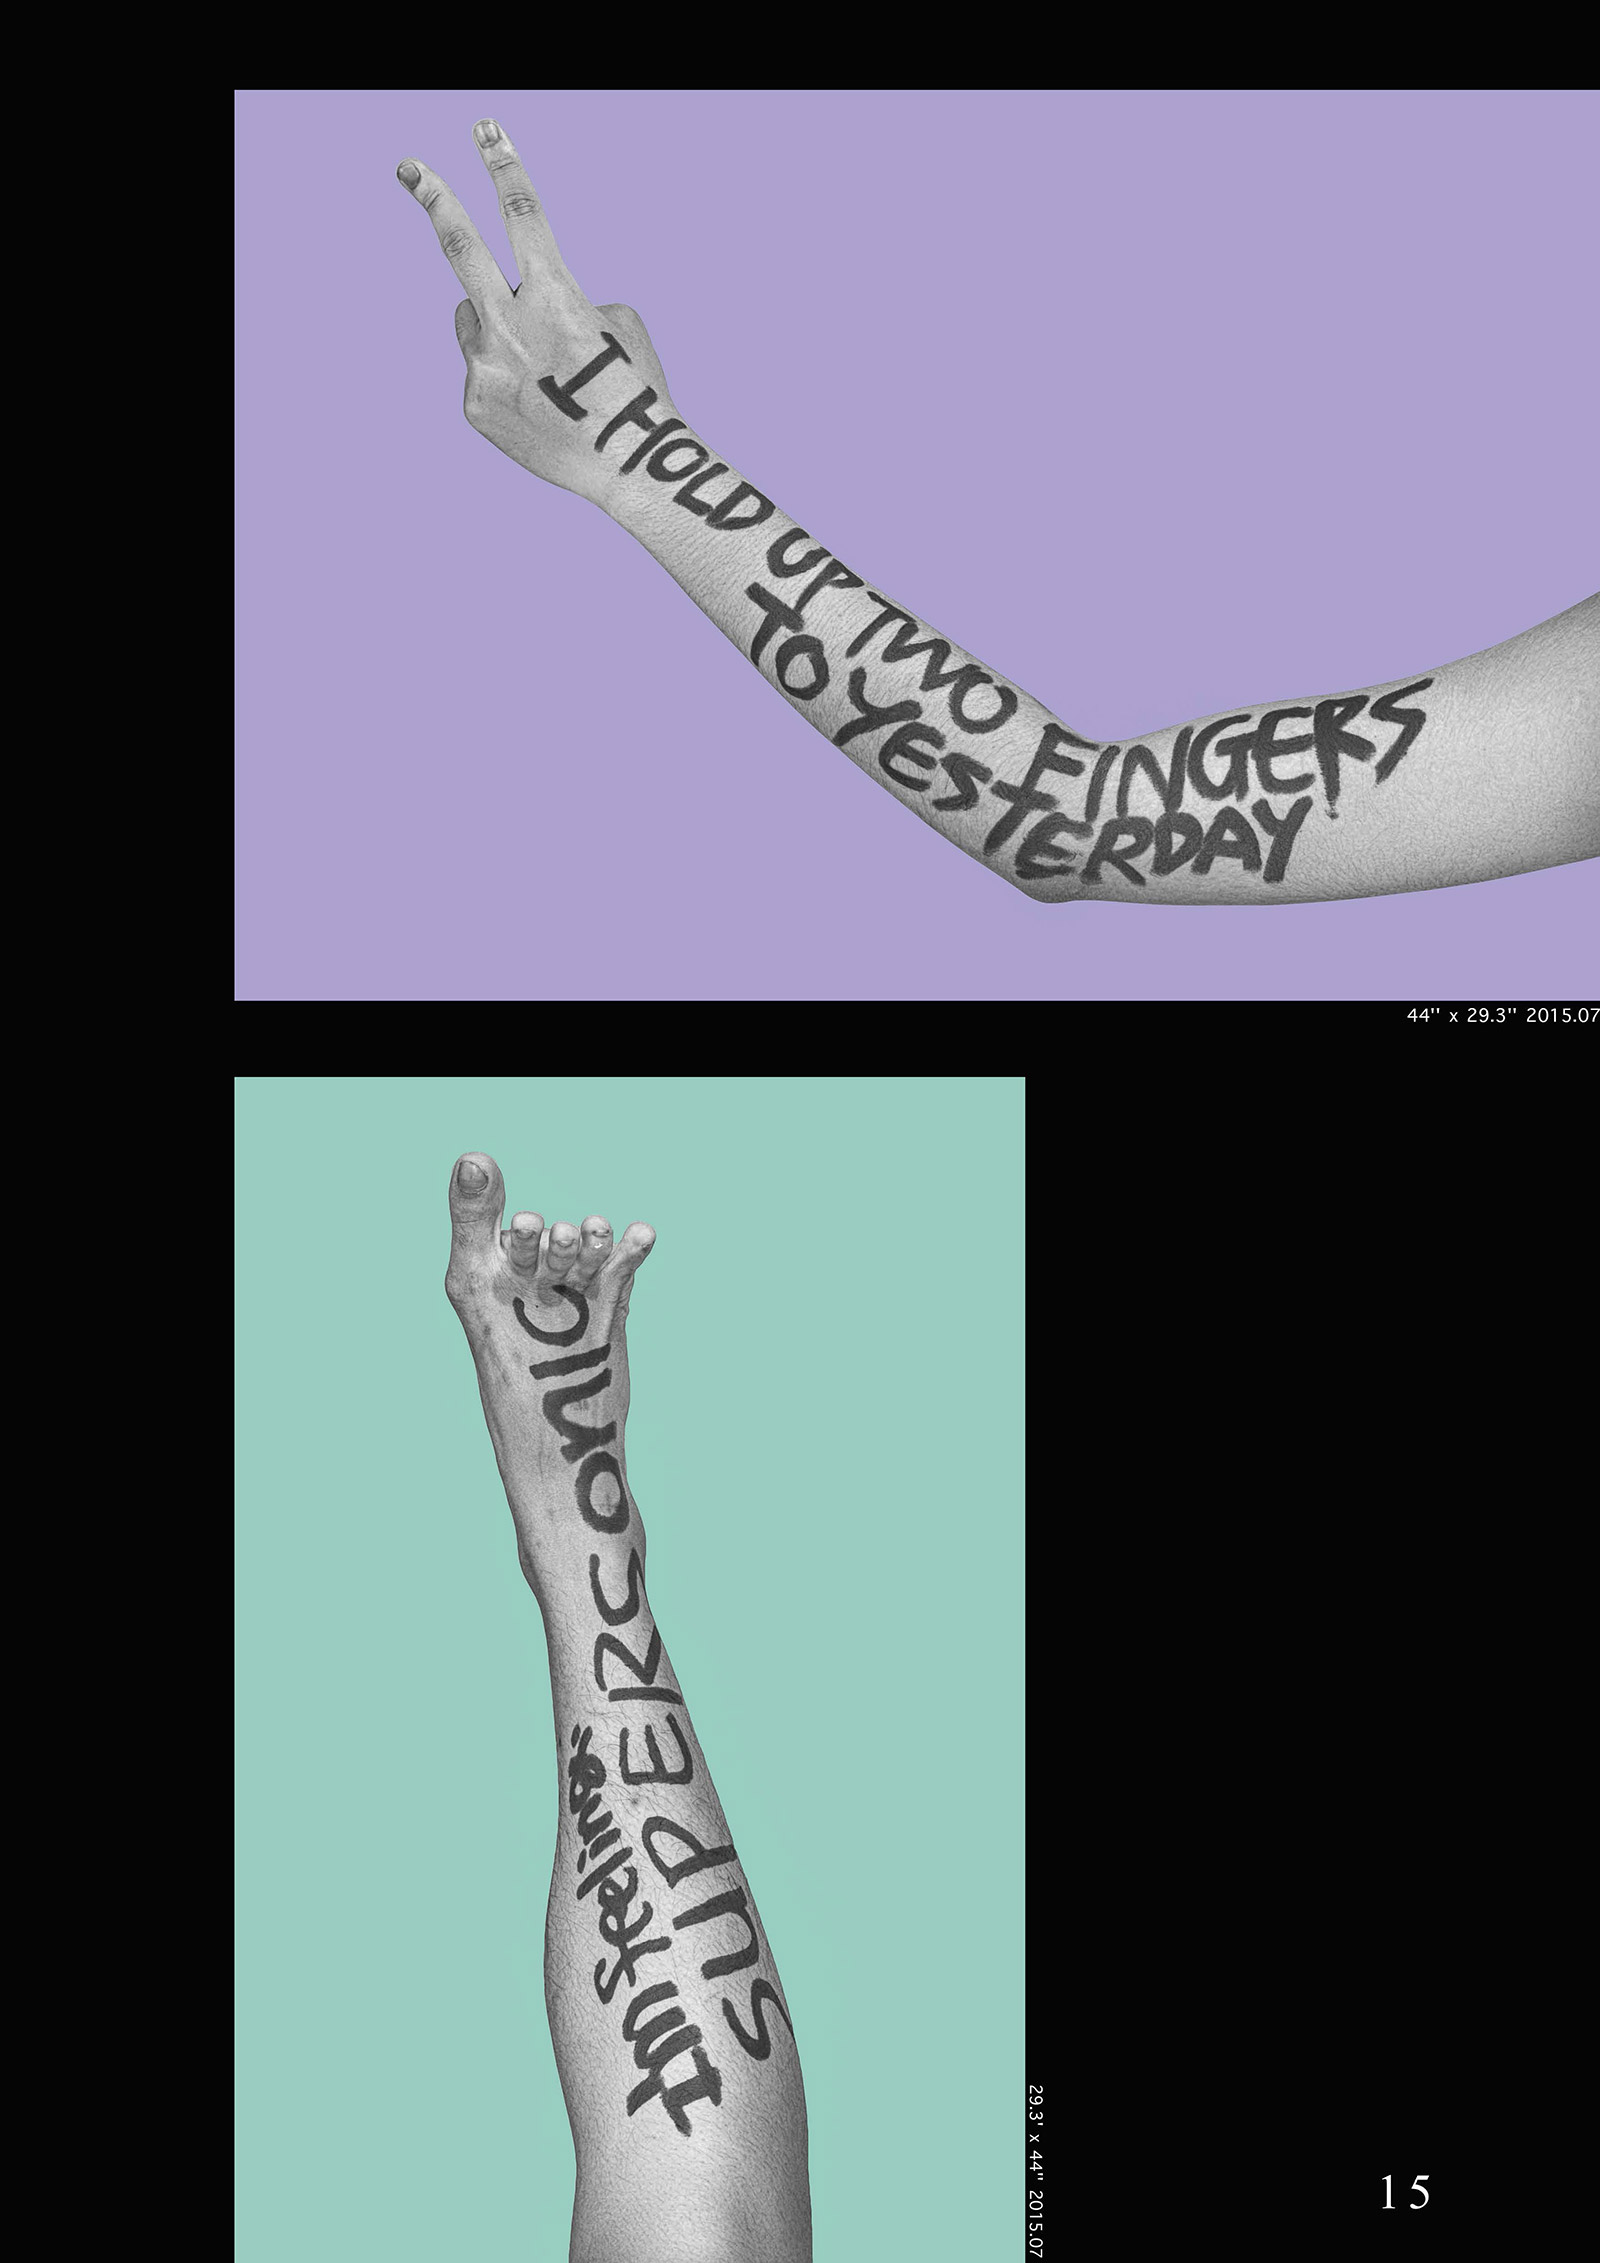 I HOLD UP TWO FINGERS
TO YESTERDAY
44'' x 29.3'' 2015.07
I'm feeling
SUPERSONIC
29.3' x 44'' 2015.07
15